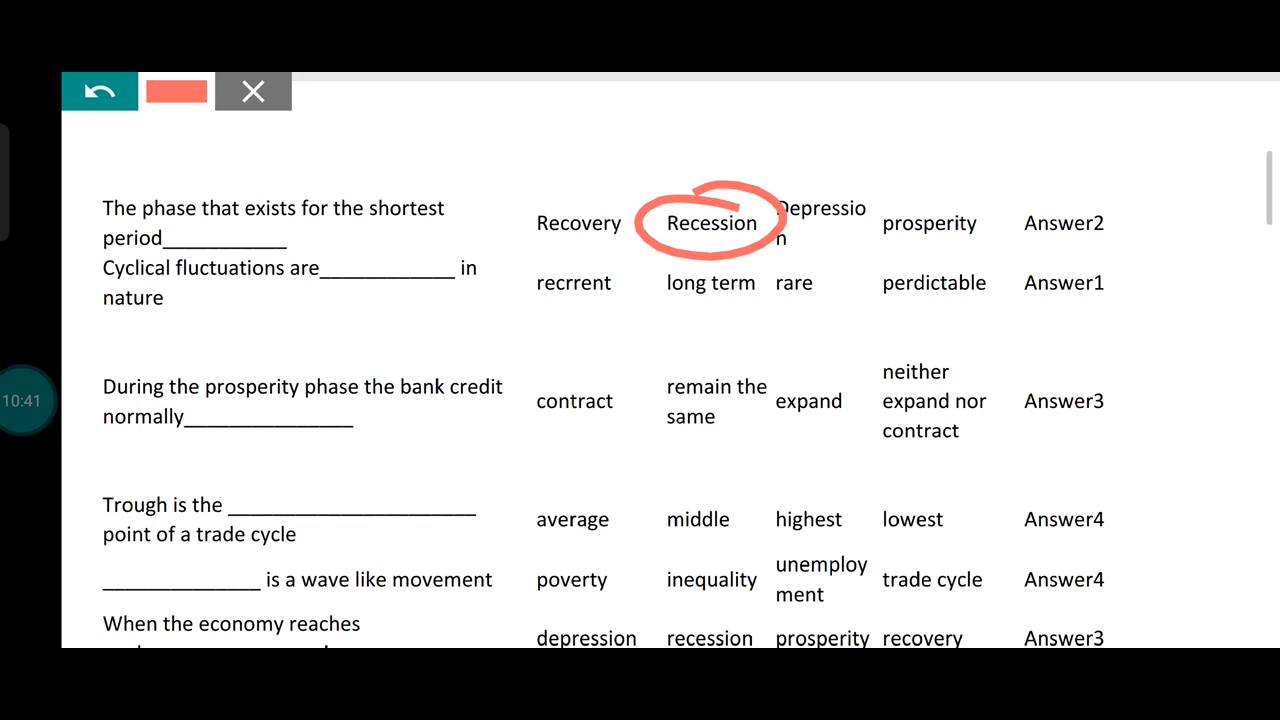 The phase that exists for the shortest
period___________
Recovery
Recession
Depressio
n
prosperity
Answer2
Cyclical fluctuations are____________ in
nature
recrrent
long term
rare
perdictable
Answer1
During the prosperity phase the bank credit
normally_______________
contract
remain the
same
expand
neither
expand nor
contract
Answer3
Trough is the ______________________
point of a trade cycle
average
middle
highest
lowest
Answer4
______________ is a wave like movement
poverty
inequality
unemploy
ment
trade cycle
Answer4
When the economy reaches
depression
recession
prosperity
recovery
Answer3
10:41